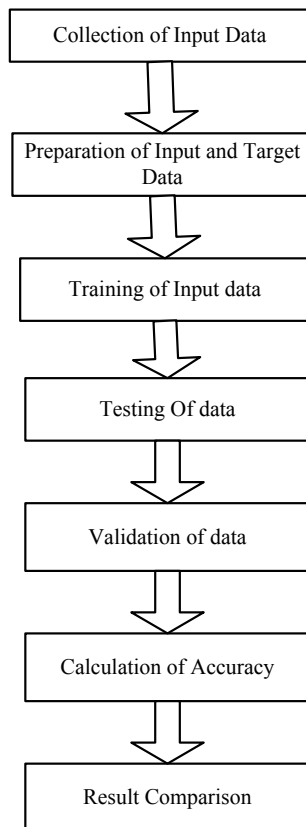 Collection of Input Data
Preparation of Input and Target
Data
Training of Input data
Testing Of data
Validation of data
Calculation of Accuracy
Result Comparison